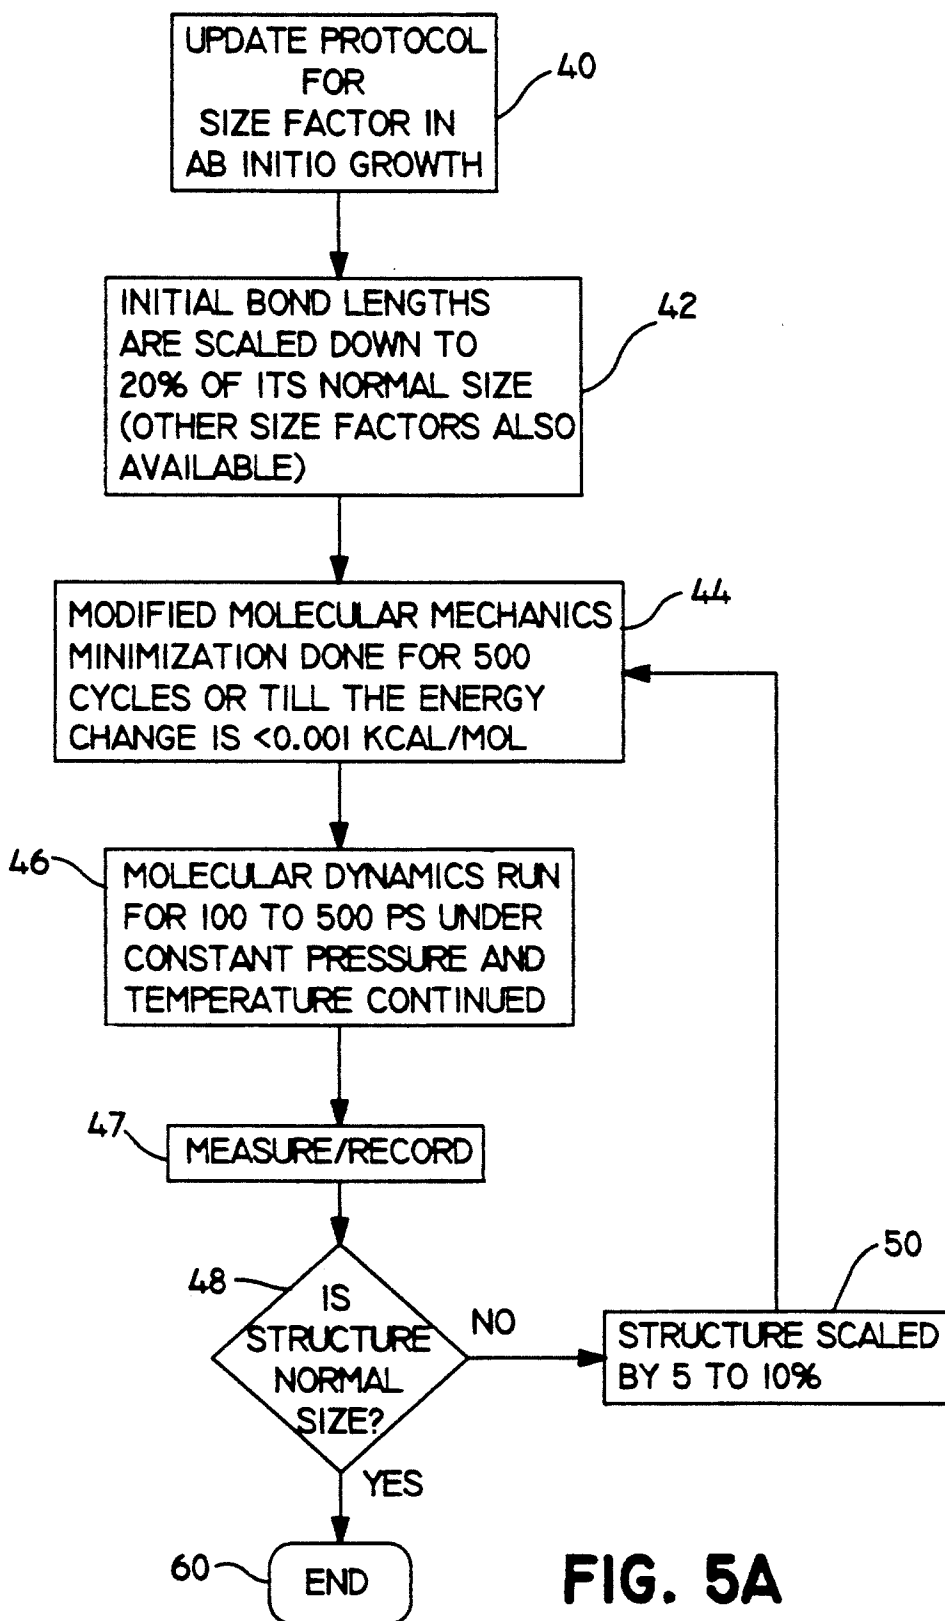 UPDATE PROTOCOL
FOR
SIZE FACTOR IN
AB INITIO GROWTH
40
INITIAL BOND LENGTHS
ARE SCALED DOWN TO
20% OF ITS NORMAL SIZE
(OTHER SIZE FACTORS ALSO
AVAILABLE)
42
MODIFIED MOLECULAR MECHANICS
MINIMIZATION DONE FOR 500
CYCLES OR TILL THE ENERGY
CHANGE IS <0.001 KCAL/MOL
44
46
MOLECULAR DYNAMICS RUN
FOR 100 TO 500 PS UNDER
CONSTANT PRESSURE AND
TEMPERATURE CONTINUED
47
MEASURE/RECORD
48
IS
STRUCTURE
NORMAL
SIZE?
NO
50
STRUCTURE SCALED
BY 5 TO 10%
YES
60
END
FIG. 5A